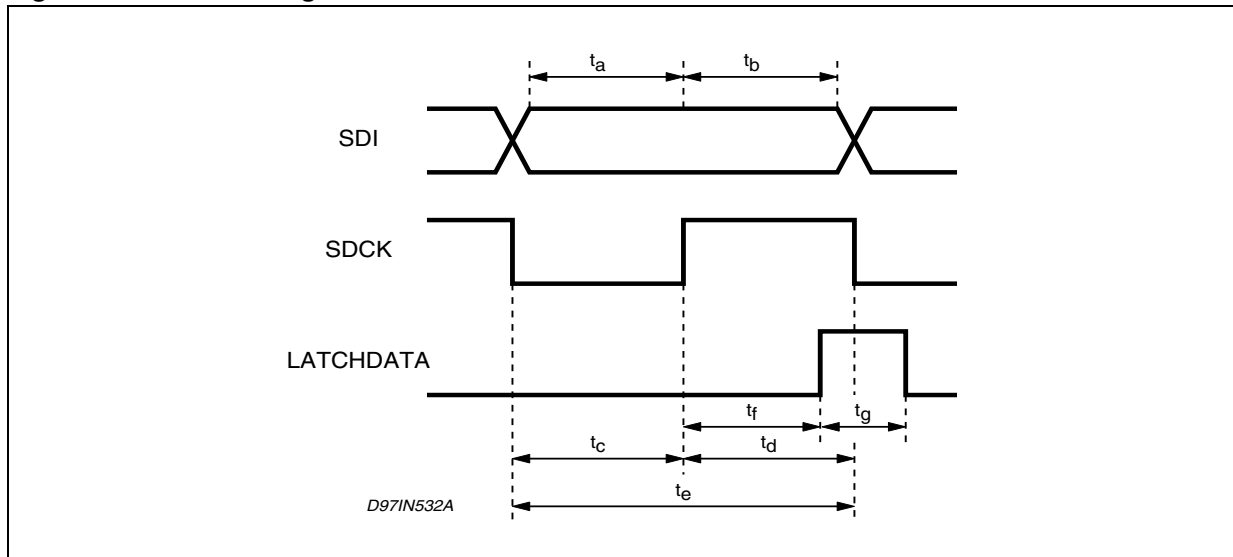 ta tb
SDI
SDCK
LATCHDATA
tf tg
tc td
te
D97IN532A